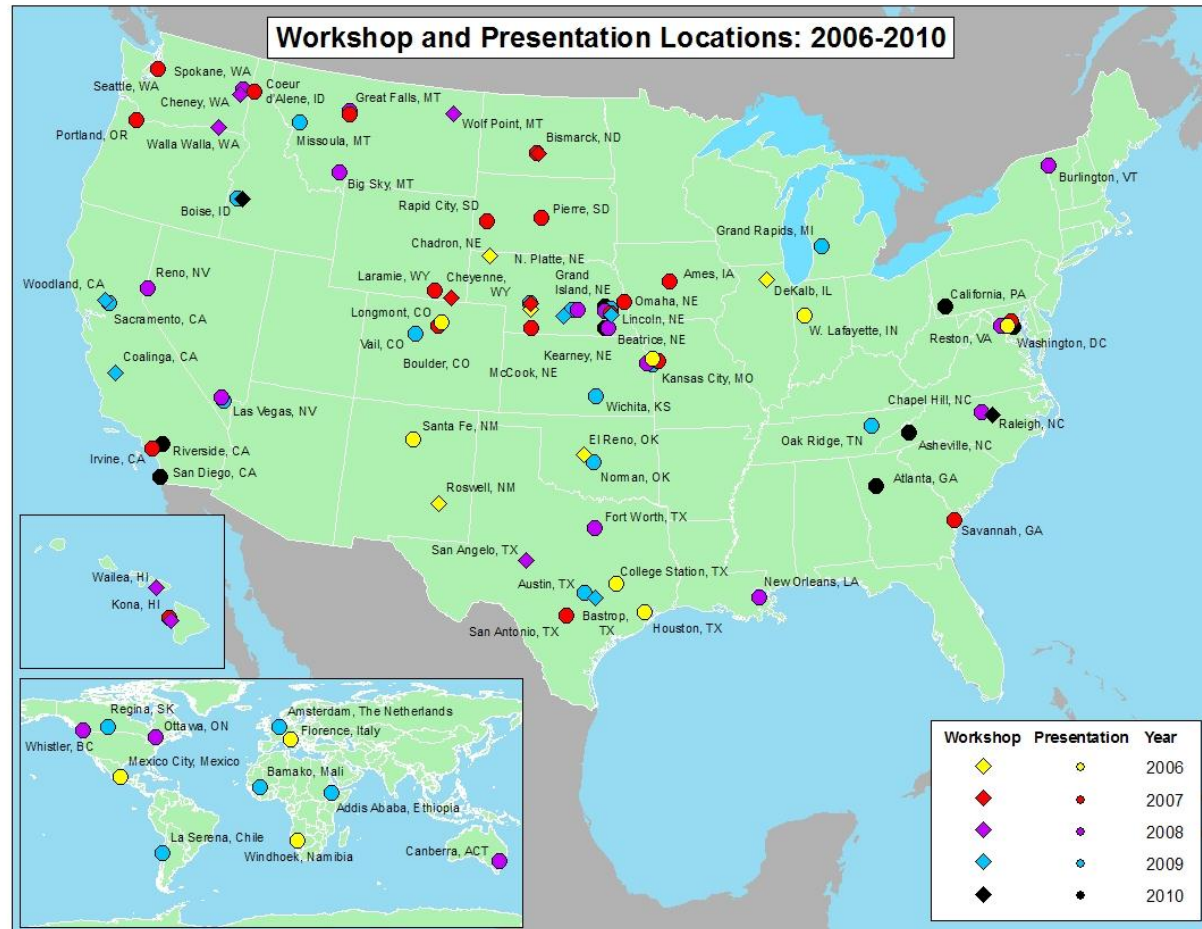 Workshop and Presentation Locations: 2006-2010
Seattle, WA
Spokane, WA
Cheney, WA
Coeur
d'Alene, ID
Portland, OR
Walla Walla, WA
Great Falls, MT
Missoula, MT
Wolf Point, MT
Big Sky, MT
Bismarck, ND
Boise, ID
Rapid City, SD
Pierre, SD
Chadron, NE
N. Platte, NE
Grand
Island, NE
Grand Rapids, MI
Burlington, VT
Woodland, CA
Reno, NV
Sacramento, CA
Coalinga, CA
Laramie, WY
Cheyenne,
WY
Longmont, CO
Vail, CO
Boulder, CO
McCook, NE
Kearney, NE
Ames, IA
Omaha, NE
Lincoln, NE
Beatrice, NE
DeKalb, IL
W. Lafayette, IN
California, PA
Reston, VA
Washington, DC
Kansas City, MO
Wichita, KS
Las Vegas, NV
Irvine, CA
Riverside, CA
San Diego, CA
Santa Fe, NM
Roswell, NM
El Reno, OK
Norman, OK
Chapel Hill, NC
Raleigh, NC
Oak Ridge, TN
Asheville, NC
Atlanta, GA
Savannah, GA
Fort Worth, TX
San Angelo, TX
Austin, TX
College Station, TX
Bastrop,
TX
San Antonio, TX
Houston, TX
New Orleans, LA
Wailea, HI
Kona, HI
Regina, SK
Ottawa, ON
Whistler, BC
Mexico City, Mexico
Amsterdam, The Netherlands
Florence, Italy
Bamako, Mali
Addis Ababa, Ethiopia
La Serena, Chile
Windhoek, Namibia
Canberra, ACT
Workshop Presentation Year
2006
2007
2008
2009
2010